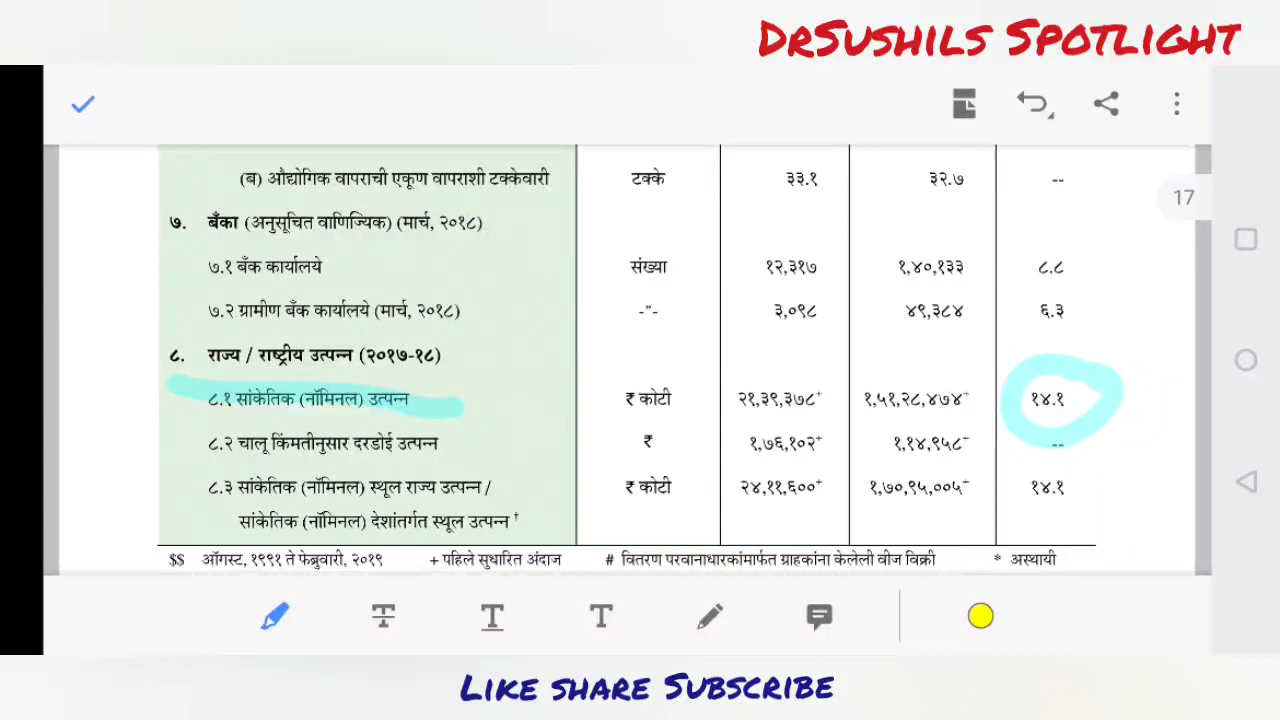 DrSushils Spotlight
17
(ब) औद्योगिक वापराची एकूण वापराशी टक्केवारी टक्के ३३.१ ३२.७ --
७. बँका (अनुसूचित वाणिज्यिक) (मार्च, २०१८)
७.१ बँक कार्यालये संख्या १२,३१७ १,४०,१३३ ८.८
७.२ ग्रामीण बँक कार्यालये (मार्च, २०१८) -"- ३,०९८ ४९,३८४ ६.३
८. राज्य / राष्ट्रीय उत्पन्न (२०१७-१८)
८.१ सांकेतिक (नॉमिनल) उत्पन्न ₹ कोटी २१,३९,३७८+ १,५१,२८,४७४+ १४.१
८.२ चालू किंमतीनुसार दरडोई उत्पन्न ₹ १,७६,१०२+ १,१४,९५८+ --
८.३ सांकेतिक (नॉमिनल) स्थूल राज्य उत्पन्न / ₹ कोटी २४,११,६००+ १,७०,९५,००५+ १४.१
सांकेतिक (नॉमिनल) देशांतर्गत स्थूल उत्पन्न †
$$ ऑगस्ट, १९९१ ते फेब्रुवारी, २०१९ + पहिले सुधारित अंदाज # वितरण परवानाधारकांमार्फत ग्राहकांना केलेली वीज विक्री * अस्थायी
Like share Subscribe